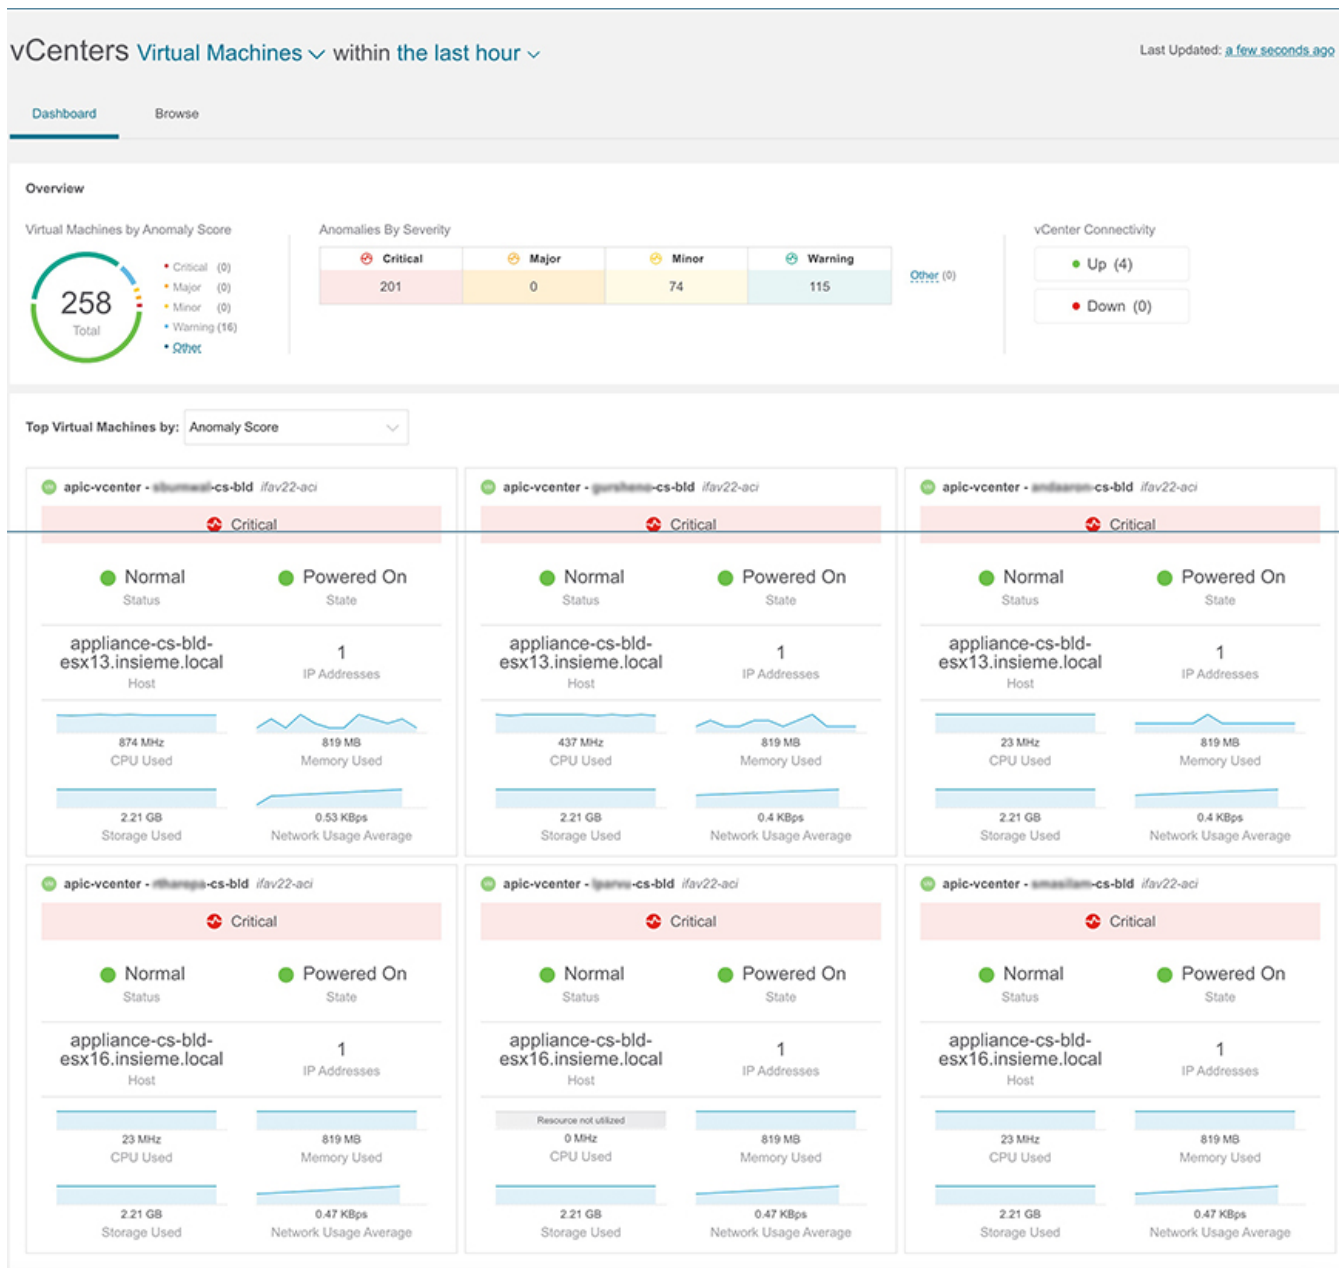 vCenters Virtual Machines within the last hour
Last Updated: a few seconds ago
Dashboard Browse
Overview
Virtual Machines by Anomaly Score
258
Total
Critical (0)
Major (0)
Minor (0)
Warning (16)
Other
Anomalies By Severity
Critical Major Minor Warning
201 0 74 115
Other (0)
vCenter Connectivity
Up (4)
Down (0)
Top Virtual Machines by: Anomaly Score
apic-vcenter - -cs-bld ifav22-aci
Critical
Normal Powered On
Status State
appliance-cs-bld-
esx13.insieme.local
Host
1
IP Addresses
874 MHz 819 MB
CPU Used Memory Used
2.21 GB 0.53 KBps
Storage Used Network Usage Average
apic-vcenter - -cs-bld ifav22-aci
Critical
Normal Powered On
Status State
appliance-cs-bld-
esx13.insieme.local
Host
1
IP Addresses
437 MHz 819 MB
CPU Used Memory Used
2.21 GB 0.4 KBps
Storage Used Network Usage Average
apic-vcenter - -cs-bld ifav22-aci
Critical
Normal Powered On
Status State
appliance-cs-bld-
esx13.insieme.local
Host
1
IP Addresses
23 MHz 819 MB
CPU Used Memory Used
2.21 GB 0.4 KBps
Storage Used Network Usage Average
apic-vcenter - -cs-bld ifav22-aci
Critical
Normal Powered On
Status State
appliance-cs-bld-
esx16.insieme.local
Host
1
IP Addresses
23 MHz 819 MB
CPU Used Memory Used
2.21 GB 0.47 KBps
Storage Used Network Usage Average
apic-vcenter - -cs-bld ifav22-aci
Critical
Normal Powered On
Status State
appliance-cs-bld-
esx16.insieme.local
Host
1
IP Addresses
Resource not utilized
0 MHz 819 MB
CPU Used Memory Used
2.21 GB 0.47 KBps
Storage Used Network Usage Average
apic-vcenter - -cs-bld ifav22-aci
Critical
Normal Powered On
Status State
appliance-cs-bld-
esx16.insieme.local
Host
1
IP Addresses
23 MHz 819 MB
CPU Used Memory Used
2.21 GB 0.47 KBps
Storage Used Network Usage Average